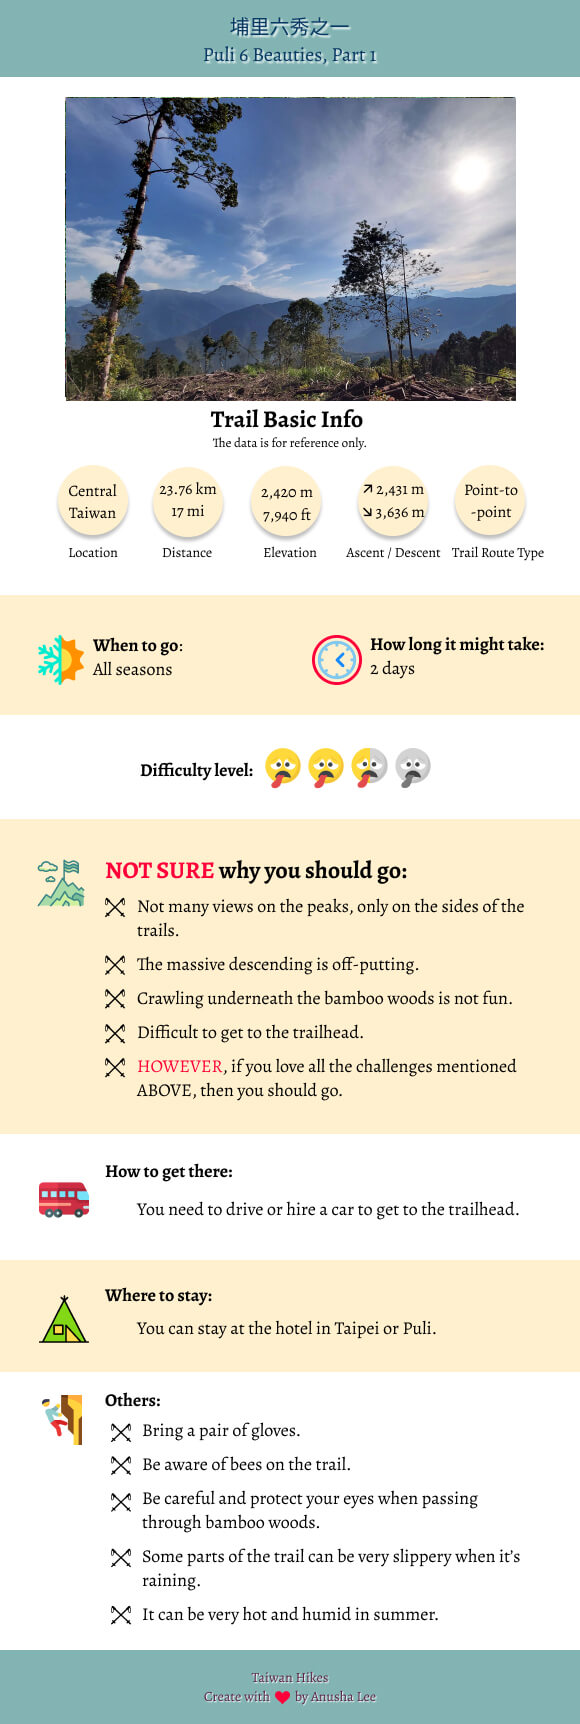 埔里六秀之一
Puli 6 Beauties, Part 1
Trail Basic Info
The data is for reference only.
Central
Taiwan
Location
23.76 km
17 mi
Distance
2,420 m
7,940 ft
Elevation
↗ 2,431 m
↘ 3,636 m
Ascent / Descent
Point-to
-point
Trail Route Type
When to go:
All seasons
How long it might take:
2 days
Difficulty level:
NOT SURE why you should go:
Not many views on the peaks, only on the sides of the
trails.
The massive descending is off-putting.
Crawling underneath the bamboo woods is not fun.
Difficult to get to the trailhead.
HOWEVER, if you love all the challenges mentioned
ABOVE, then you should go.
How to get there:
You need to drive or hire a car to get to the trailhead.
Where to stay:
You can stay at the hotel in Taipei or Puli.
Others:
Bring a pair of gloves.
Be aware of bees on the trail.
Be careful and protect your eyes when passing
through bamboo woods.
Some parts of the trail can be very slippery when it's
raining.
It can be very hot and humid in summer.
Taiwan Hikes
Create with ❤ by Anusha Lee